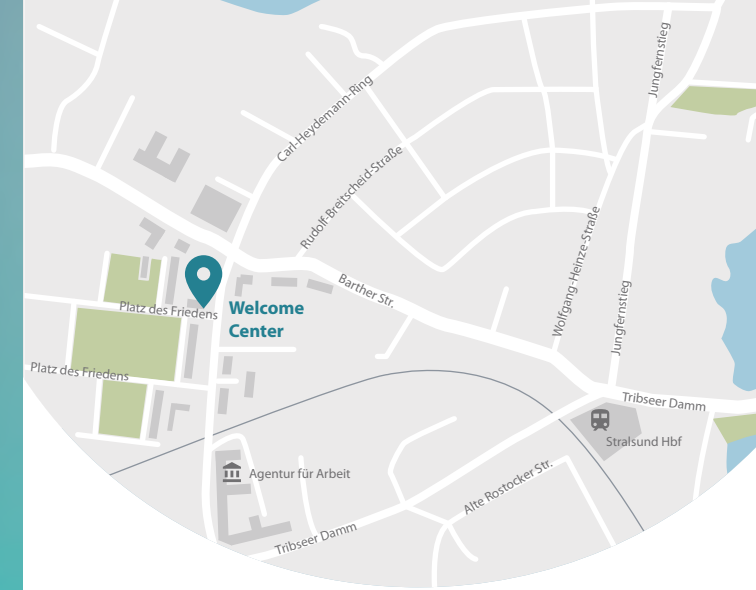 Jungfernstieg
Carl-Heydemann-Ring
Rudolf-Breitscheid-Straße
Wolfgang-Heinze-Straße
Barther Str.
Platz des Friedens
Welcome
Center
Jungfernstieg
Platz des Friedens
Tribseer Damm
Stralsund Hbf
Agentur für Arbeit
Alte Rostocker Str.
Tribseer Damm